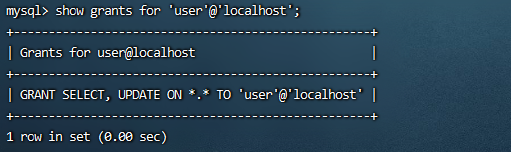 mysql> show grants for 'user'@'localhost';
+-------------------------------------------------+
| Grants for user@localhost                       |
+-------------------------------------------------+
| GRANT SELECT, UPDATE ON *.* TO 'user'@'localhost' |
+-------------------------------------------------+
1 row in set (0.00 sec)